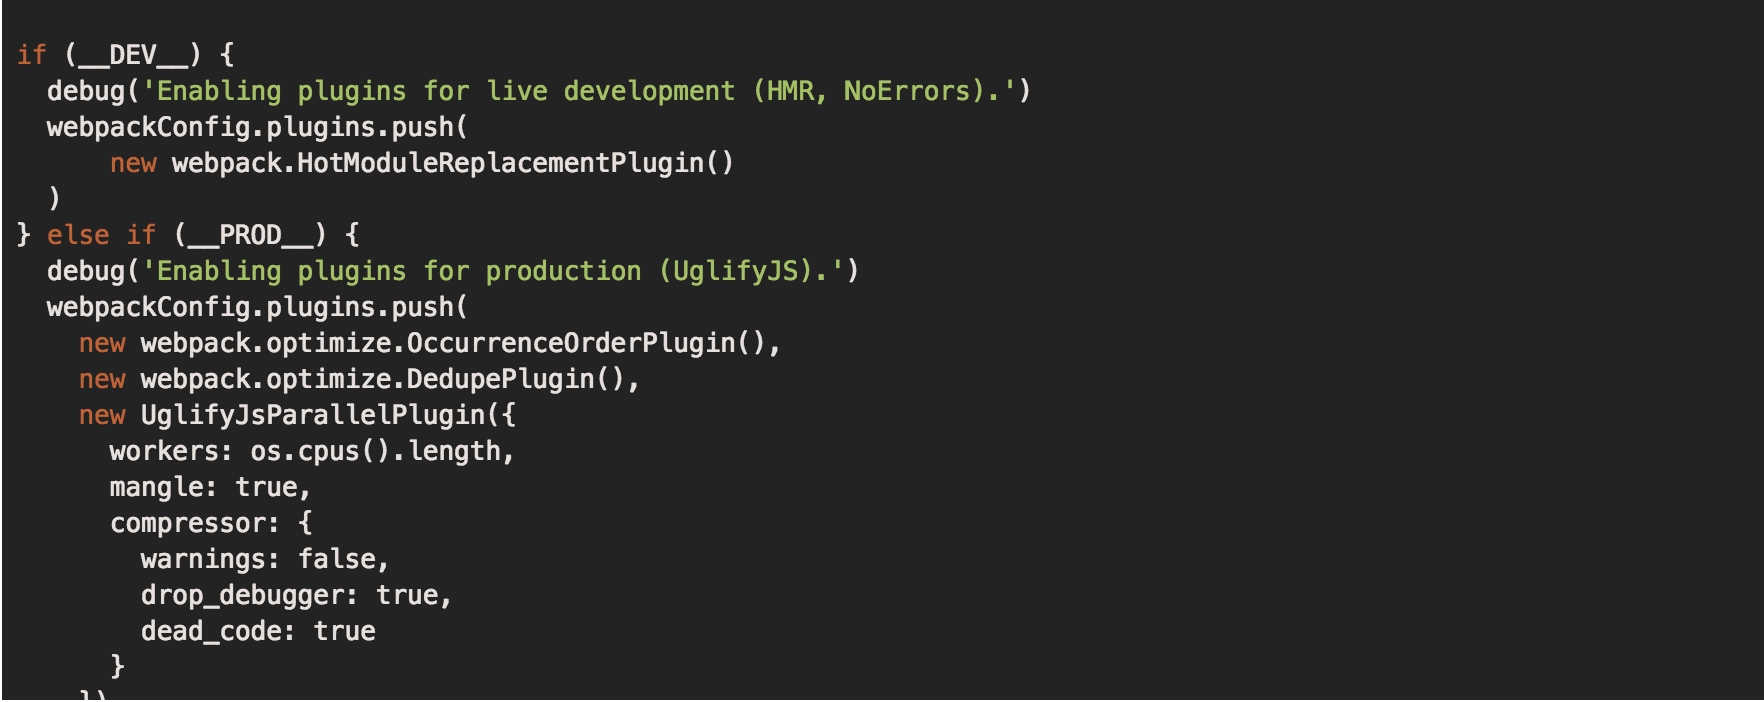 if (__DEV__) {
  debug('Enabling plugins for live development (HMR, NoErrors).')
  webpackConfig.plugins.push(
      new webpack.HotModuleReplacementPlugin()
  )
} else if (__PROD__) {
  debug('Enabling plugins for production (UglifyJS).')
  webpackConfig.plugins.push(
    new webpack.optimize.OccurrenceOrderPlugin(),
    new webpack.optimize.DedupePlugin(),
    new UglifyJsParallelPlugin({
      workers: os.cpus().length,
      mangle: true,
      compressor: {
        warnings: false,
        drop_debugger: true,
        dead_code: true
      }
    })